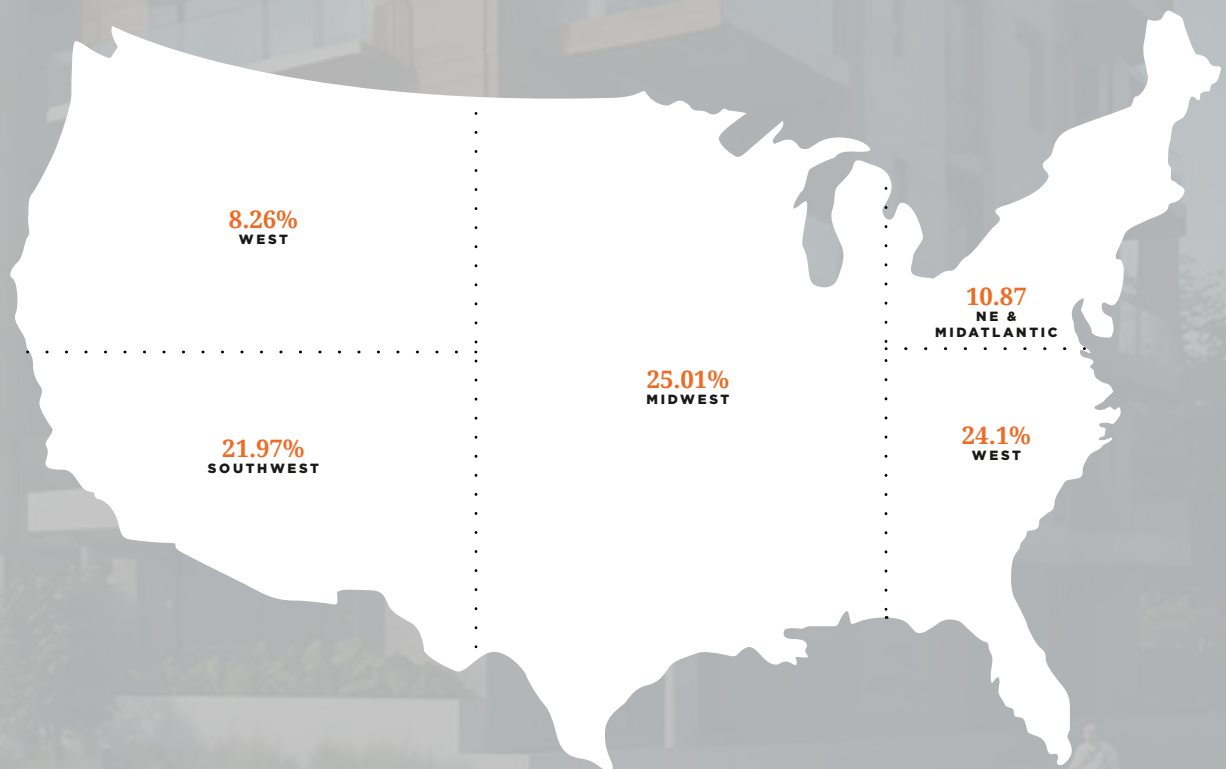 8.26%
WEST
10.87
NE &
MIDATLANTIC
25.01%
MIDWEST
24.1%
WEST
21.97%
SOUTHWEST